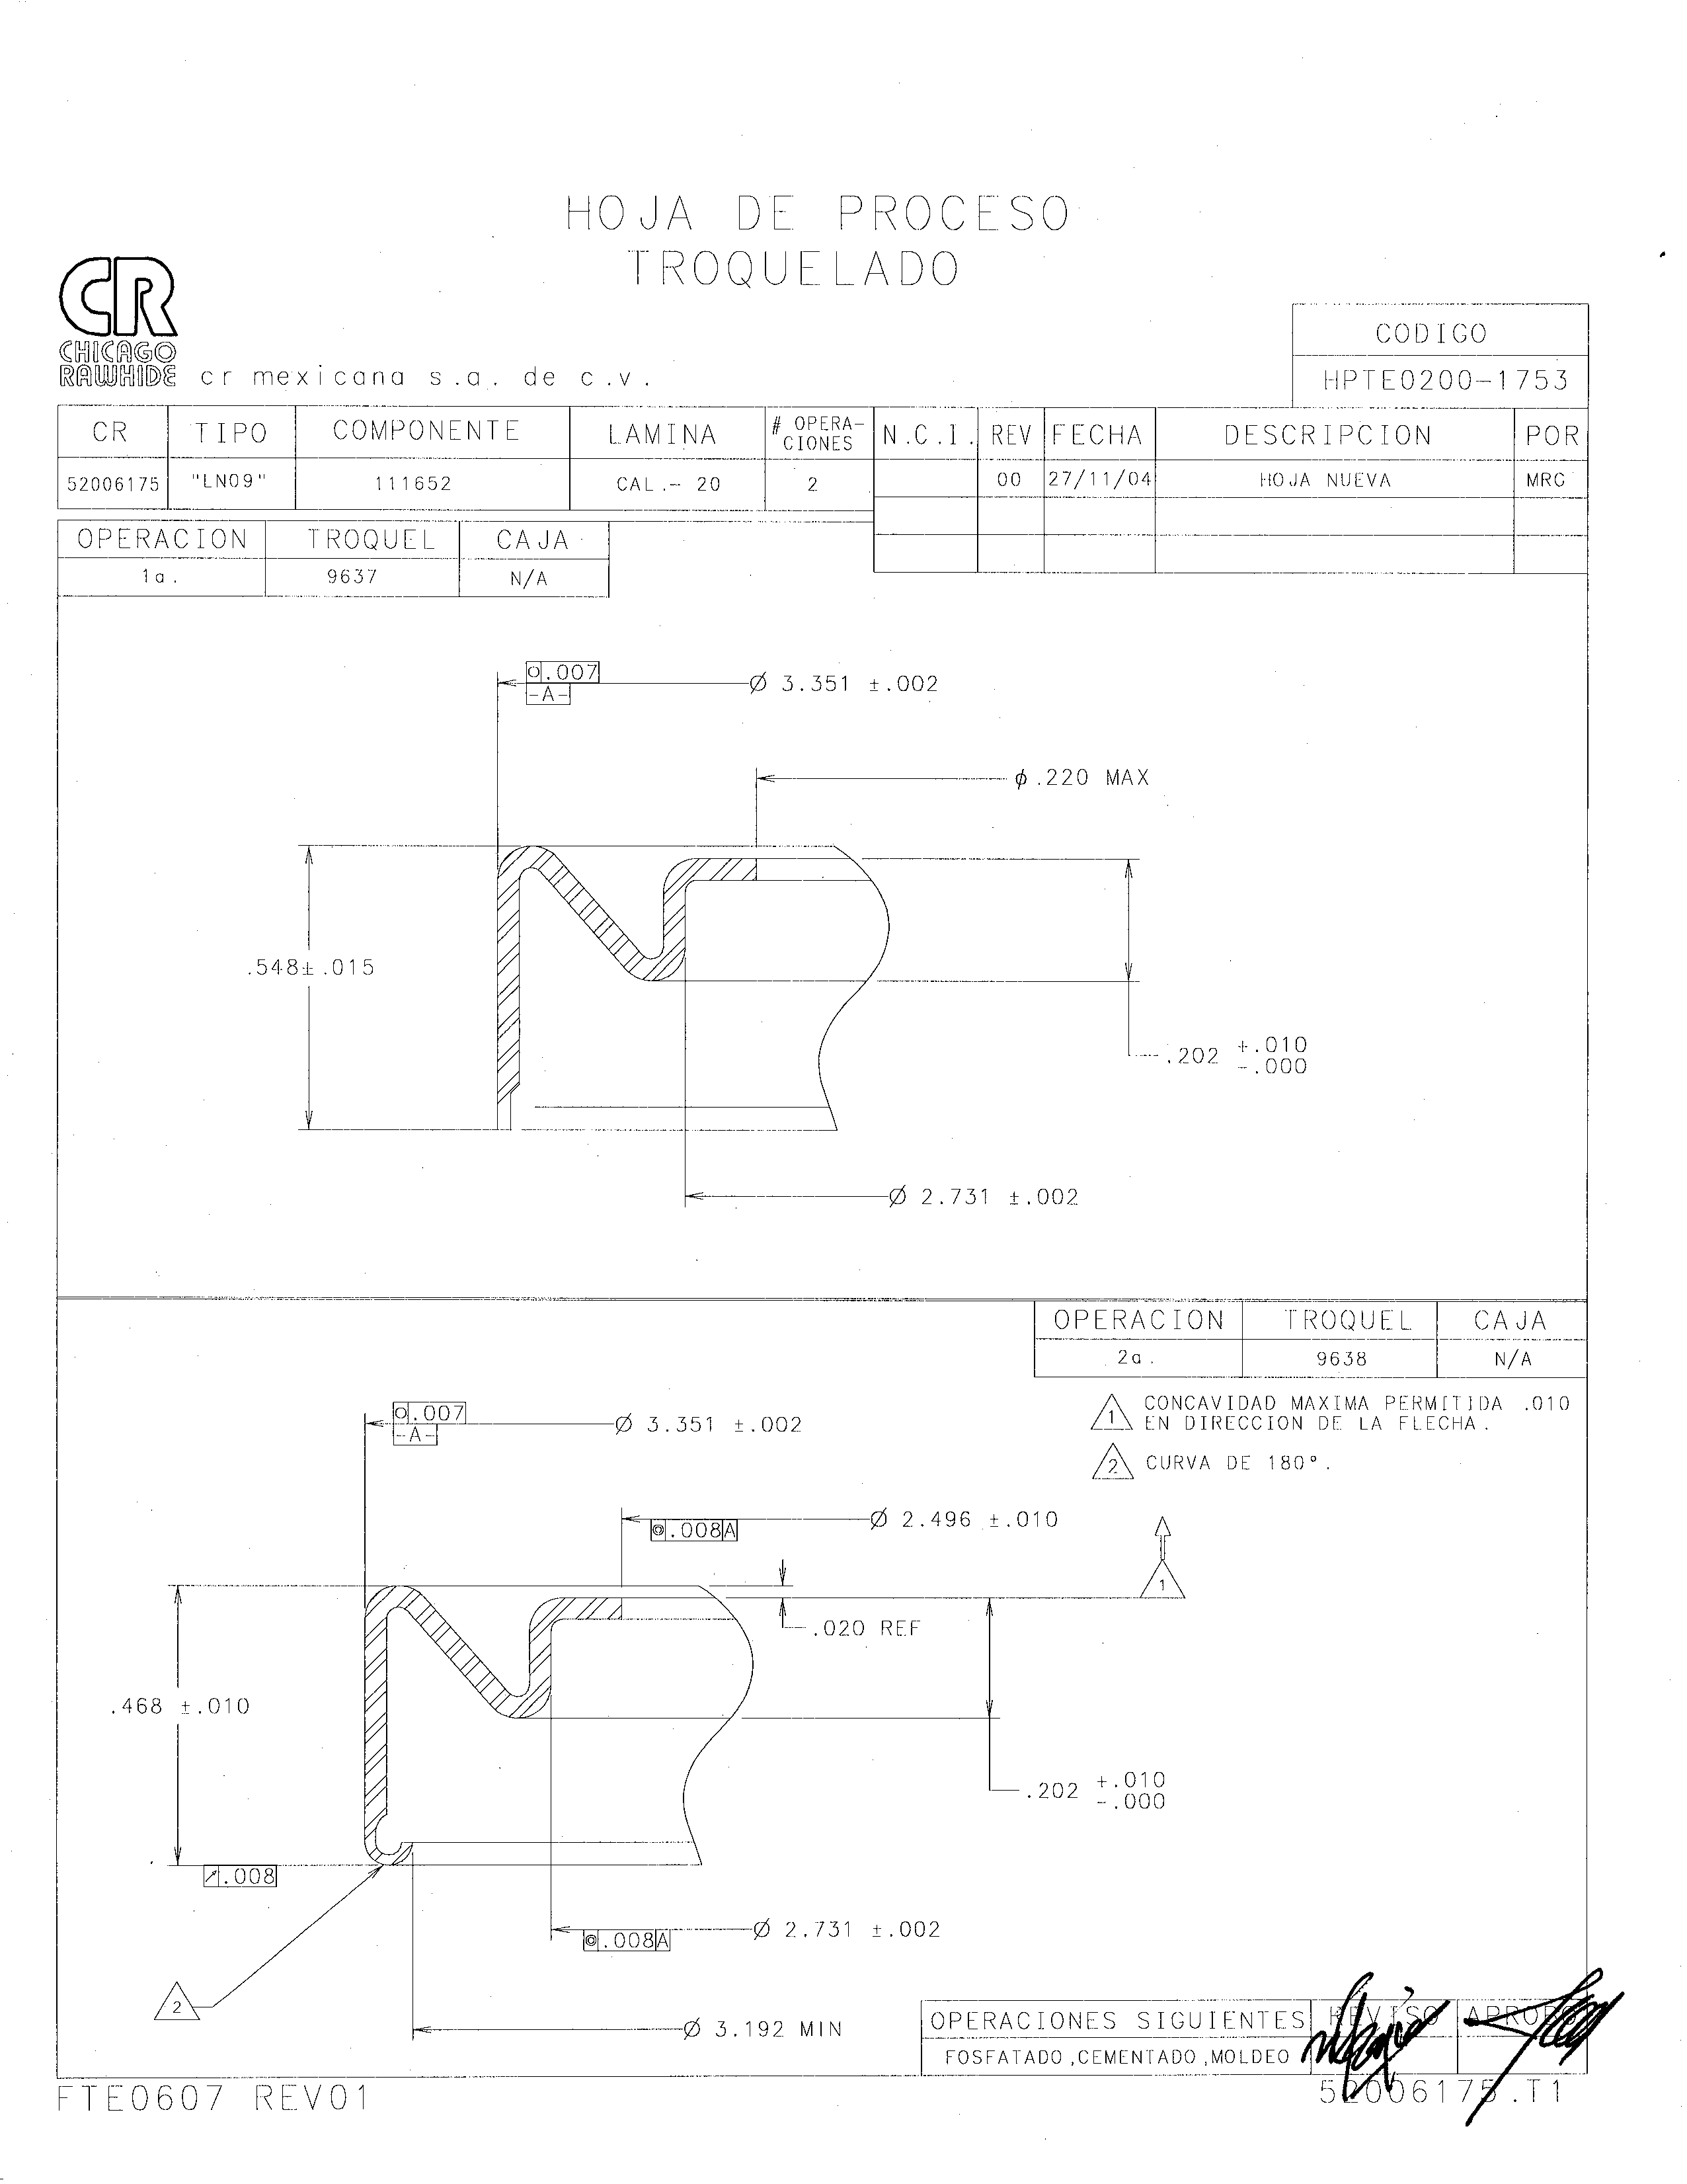 HOJA DE PROCESO
TROQUELADO
CR
CHICAGO
RAWHIDE
cr mexicana s.a. de c.v.
CODIGO
HPTE0200-1753
CR TIPO COMPONENTE LAMINA # OPERA-CIONES N.C.I. REV FECHA DESCRIPCION POR
52006175 "LN09" 111652 CAL.- 20 2 00 27/11/04 HOJA NUEVA MRC
OPERACION TROQUEL CAJA
1a. 9637 N/A
.007
-A-
Ø 3.351 ±.002
ø.220 MAX
.548±.015
.202 +.010 -.000
Ø 2.731 ±.002
OPERACION TROQUEL CAJA
2a. 9638 N/A
1 CONCAVIDAD MAXIMA PERMITIDA .010
EN DIRECCION DE LA FLECHA.
2 CURVA DE 180°.
.007
-A-
Ø 3.351 ±.002
Ø 2.496 ±.010
◎ .008 A
1
.020 REF
.468 ±.010
.202 +.010 -.000
↗ .008
Ø 2.731 ±.002
◎ .008 A
2
Ø 3.192 MIN
OPERACIONES SIGUIENTES REVISO
FOSFATADO,CEMENTADO,MOLDEO
FTE0607 REV01
52006175.T1